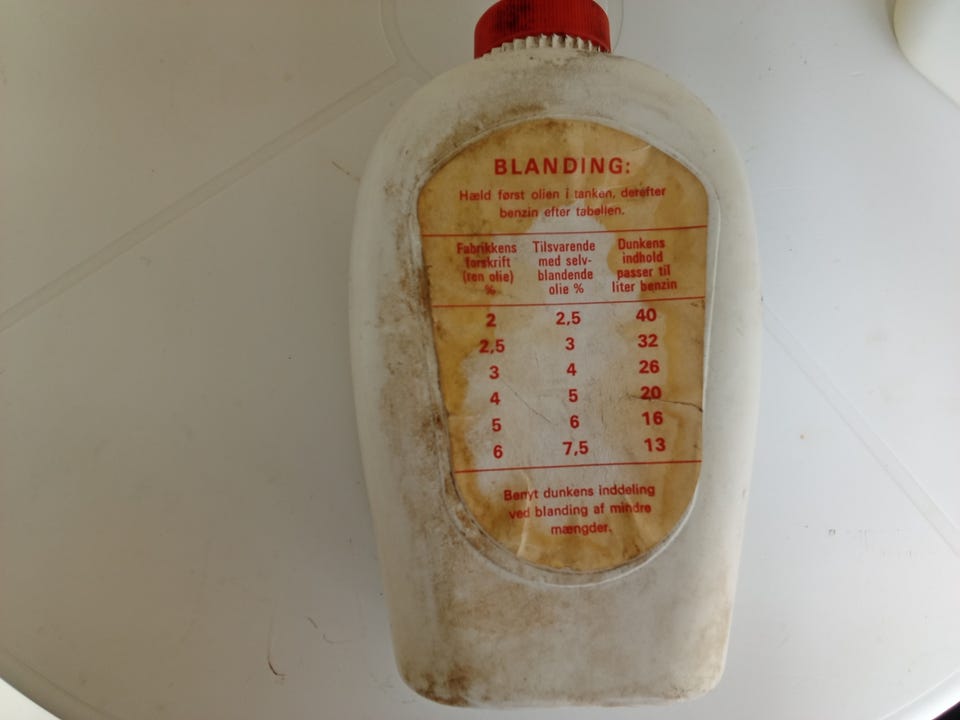 BLANDING:
Hæld først olien i tanken, derefter
benzin efter tabellen.
Fabrikkens forskrift (ren olie) %
Tilsvarende med selv-blandende olie %
Dunkens indhold passer til liter benzin
2 2,5 40
2,5 3 32
3 4 26
4 5 20
5 6 16
6 7,5 13
Benyt dunkens inddeling
ved blanding af mindre
mængder.